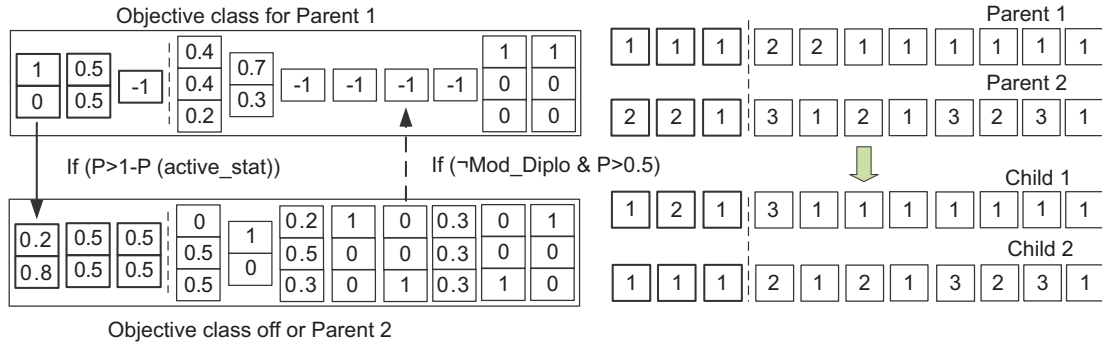 Objective class for Parent 1
1 0.5 -1 0.4 0.7 -1 -1 -1 -1 1 1
0 0.5 0.4 0.3 0 0
0.2 0 0
If (P>1-P (active_stat))
If (¬Mod_Diplo & P>0.5)
0.2 0.5 0.5 0 1 0.2 1 0 0.3 0 1
0.8 0.5 0.5 0.5 0 0.5 0 0 0.3 0 0
0.5 0.3 0 1 0.3 1 0
Objective class off or Parent 2
Parent 1
1 1 1 2 2 1 1 1 1 1 1
Parent 2
2 2 1 3 1 2 1 3 2 3 1
Child 1
1 2 1 3 1 1 1 1 1 1 1
Child 2
1 1 1 2 1 2 1 3 2 3 1